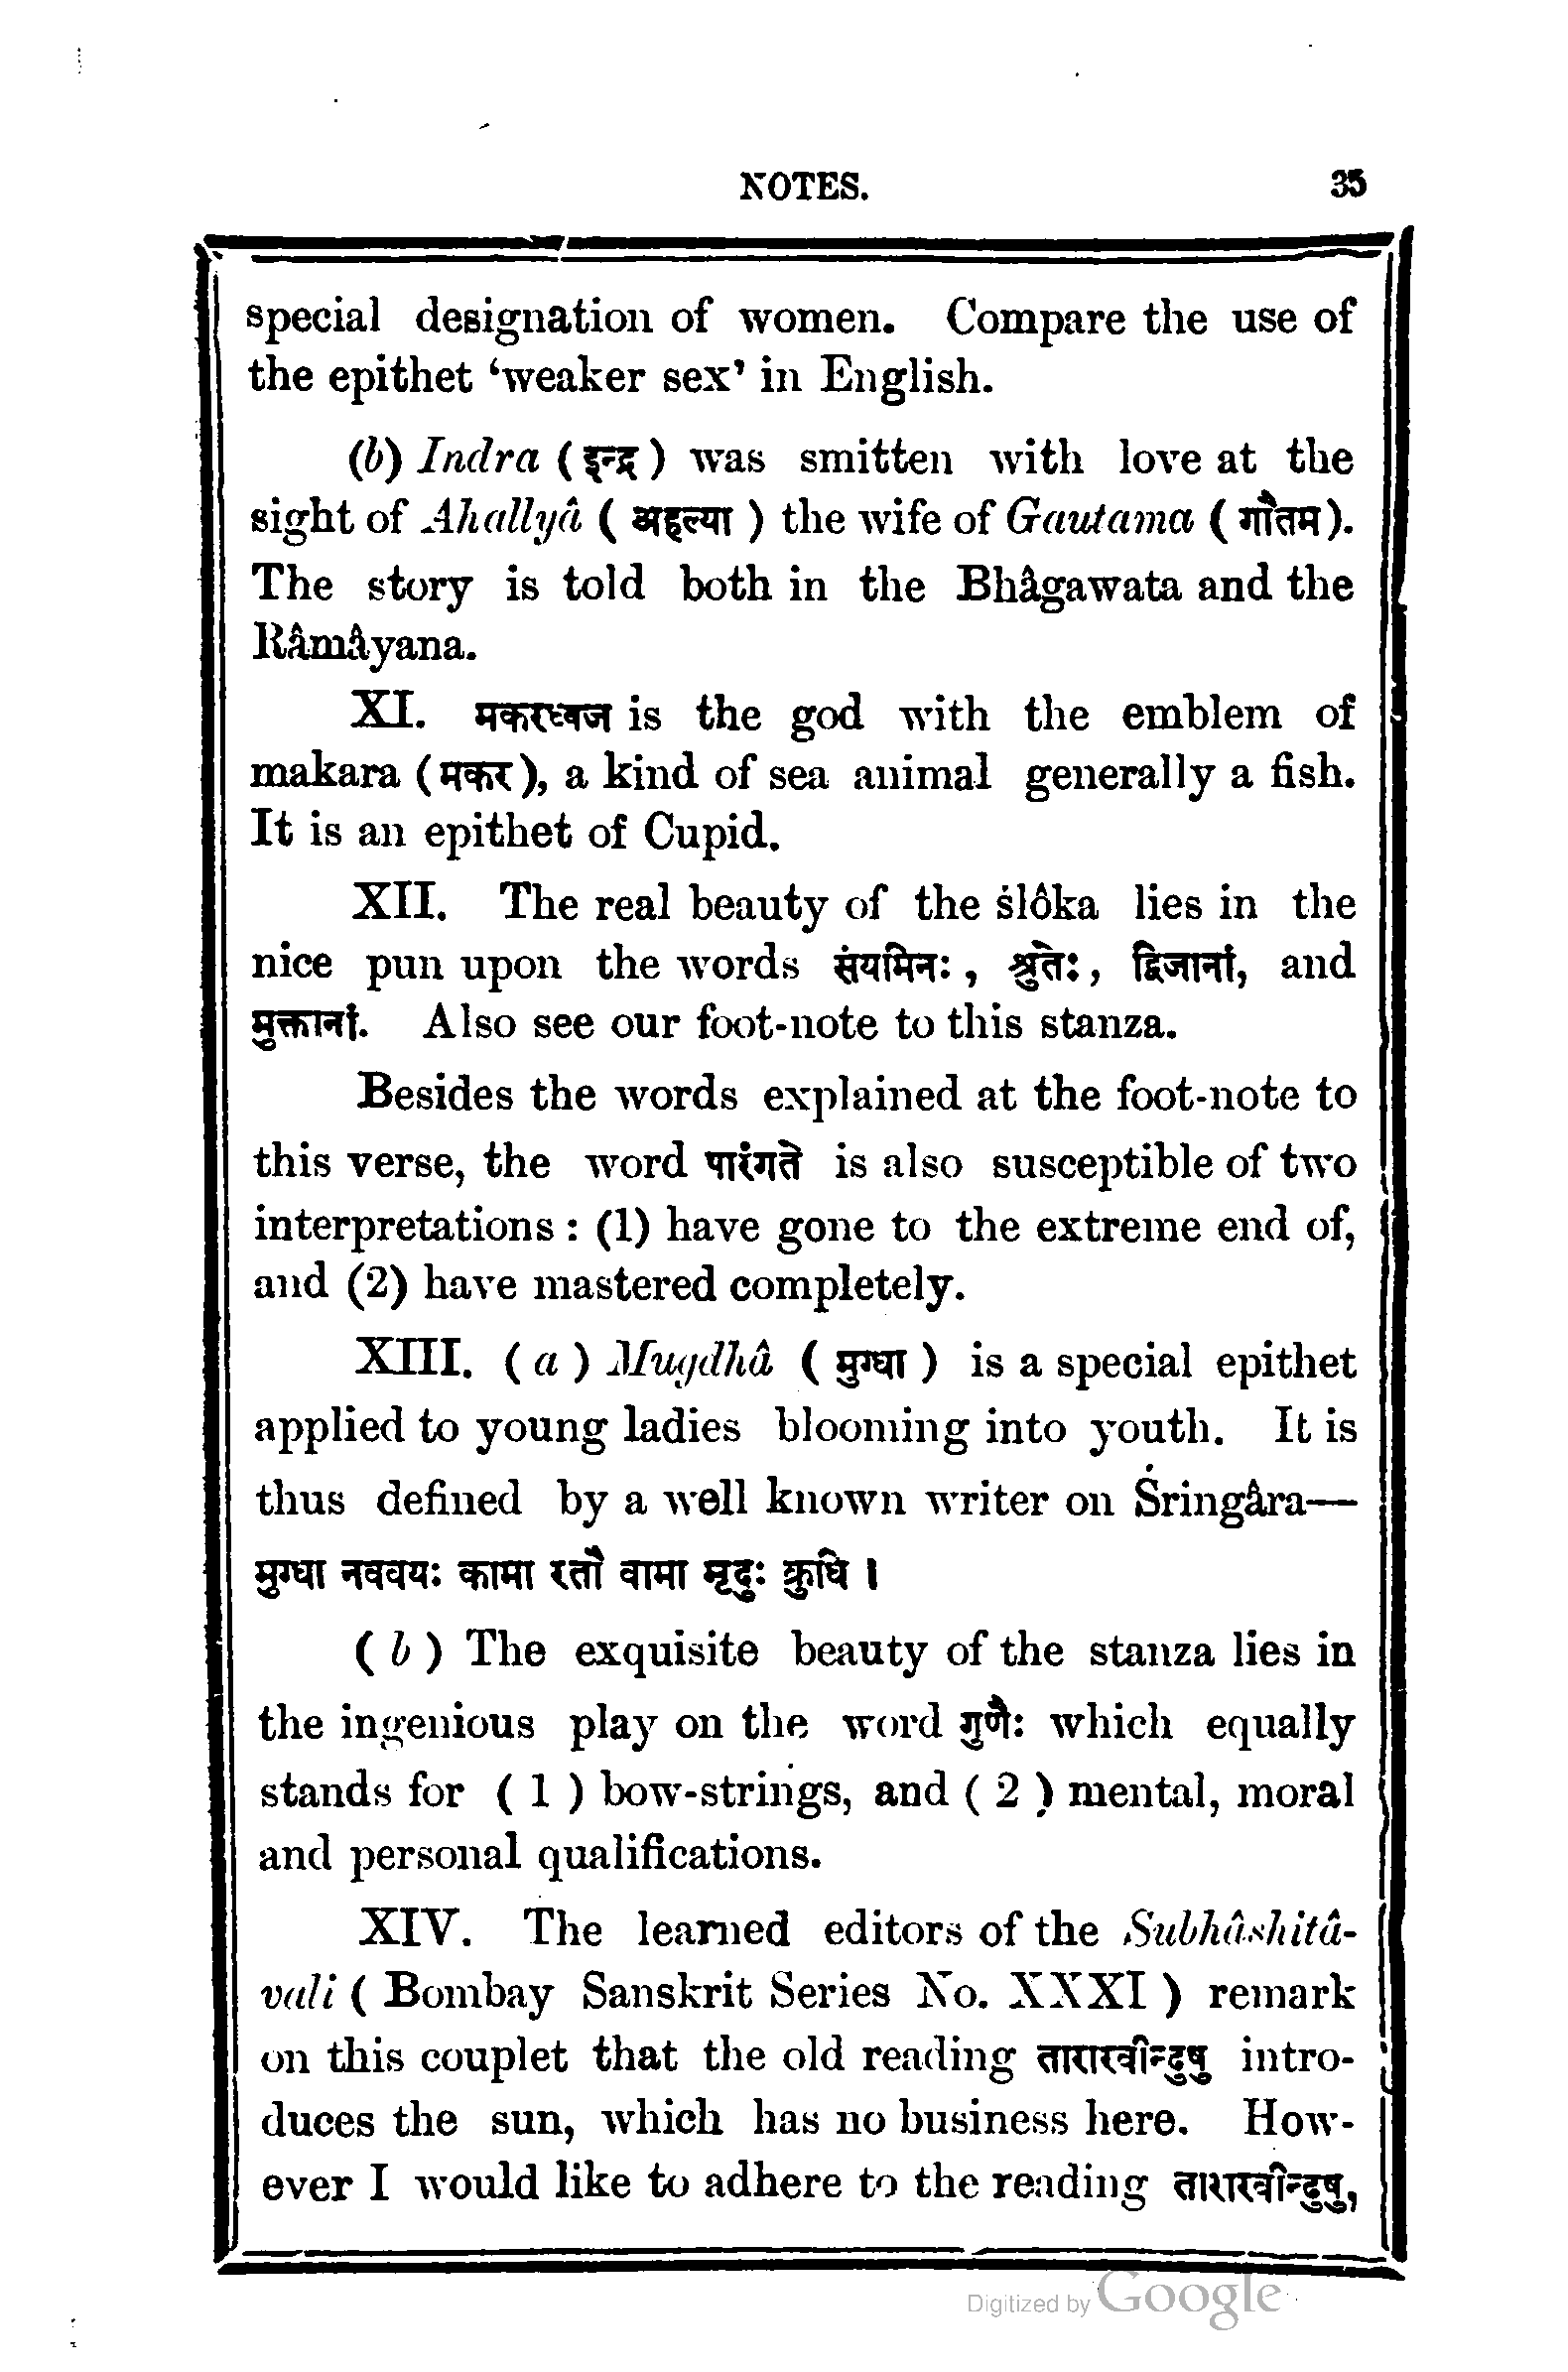 NOTES. 35
special designation of women. Compare the use of
the epithet ‘weaker sex’ in English.
(b) Indra ( इन्द्र ) was smitten with love at the
sight of Ahallyâ ( अहल्या ) the wife of Gautama ( गौतम ).
The story is told both in the Bhâgawata and the
Râmâyana.
XI. मकरध्वज is the god with the emblem of
makara ( मकर ), a kind of sea animal generally a fish.
It is an epithet of Cupid.
XII. The real beauty of the ślôka lies in the
nice pun upon the words संयमिनः , श्रुतेः , द्विजानां, and
मुक्तानां. Also see our foot-note to this stanza.
Besides the words explained at the foot-note to
this verse, the word पारंगते is also susceptible of two
interpretations : (1) have gone to the extreme end of,
and (2) have mastered completely.
XIII. ( a ) Mugdhâ ( मुग्धा ) is a special epithet
applied to young ladies blooming into youth. It is
thus defined by a well known writer on Śringâra—
मुग्धा नववयः कामा रतौ वामा मृदुः क्रुधि ।
( b ) The exquisite beauty of the stanza lies in
the ingenious play on the word गुणैः which equally
stands for ( 1 ) bow-strings, and ( 2 ) mental, moral
and personal qualifications.
XIV. The learned editors of the Subhâshitâ-
vali ( Bombay Sanskrit Series No. XXXI ) remark
on this couplet that the old reading तारारवीन्दुषु intro-
duces the sun, which has no business here. How-
ever I would like to adhere to the reading तारारवीन्दुषु,
Digitized by Google